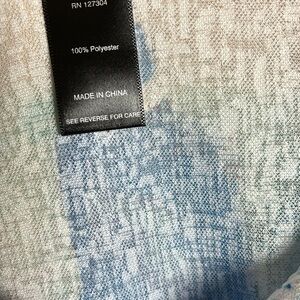 RN 127304
100% Polyester
MADE IN CHINA
SEE REVERSE FOR CARE